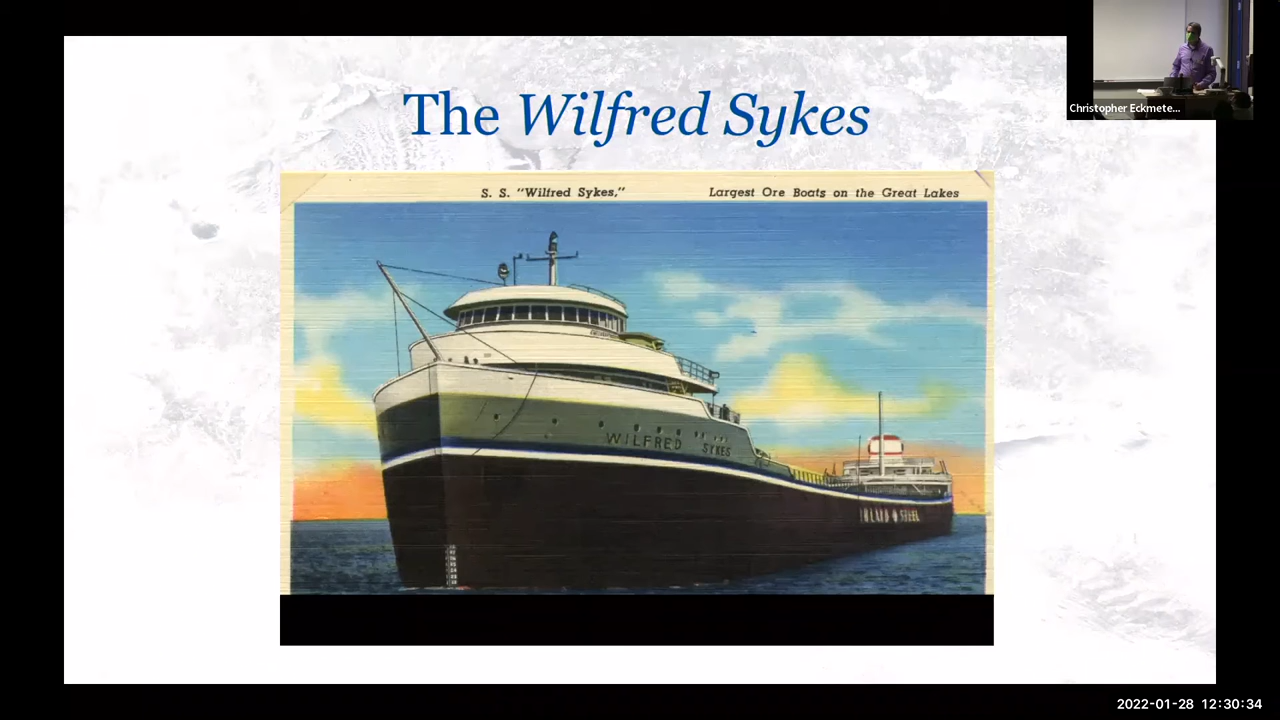 The Wilfred Sykes
Christopher Eckmete...
S. S. "Wilfred Sykes," Largest Ore Boats on the Great Lakes
WILFRED SYKES
INLAND STEEL
2022-01-28 12:30:34